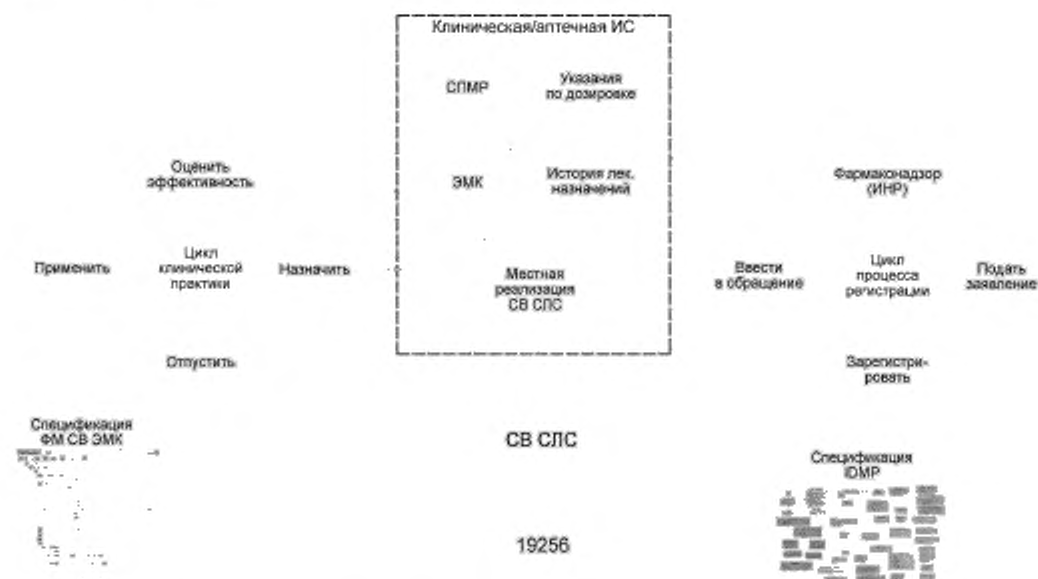 Клиническая/аптечная ИС
СПМР
Указания
по дозировке
ЭМК
История лек.
назначений
Местная
реализация
СВ СЛС
Оценить
эффективность
Применить
Цикл
клинической
практики
Назначить
Отпустить
Фармаконадзор
(ИНР)
Ввести
в обращение
Цикл
процесса
регистрации
Подать
заявление
Зарегистри-
ровать
Спецификация
ФМ СВ ЭМК
СВ СЛС
Спецификация
IDMP
19256